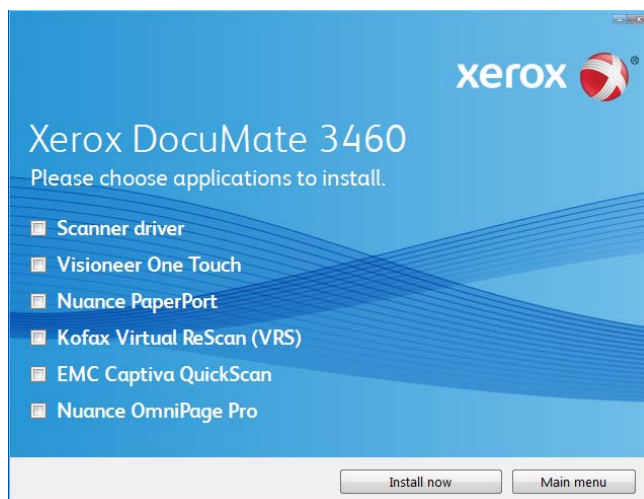 xerox ®
Xerox DocuMate 3460
Please choose applications to install.
Scanner driver
Visioneer One Touch
Nuance PaperPort
Kofax Virtual ReScan (VRS)
EMC Captiva QuickScan
Nuance OmniPage Pro
Install now Main menu